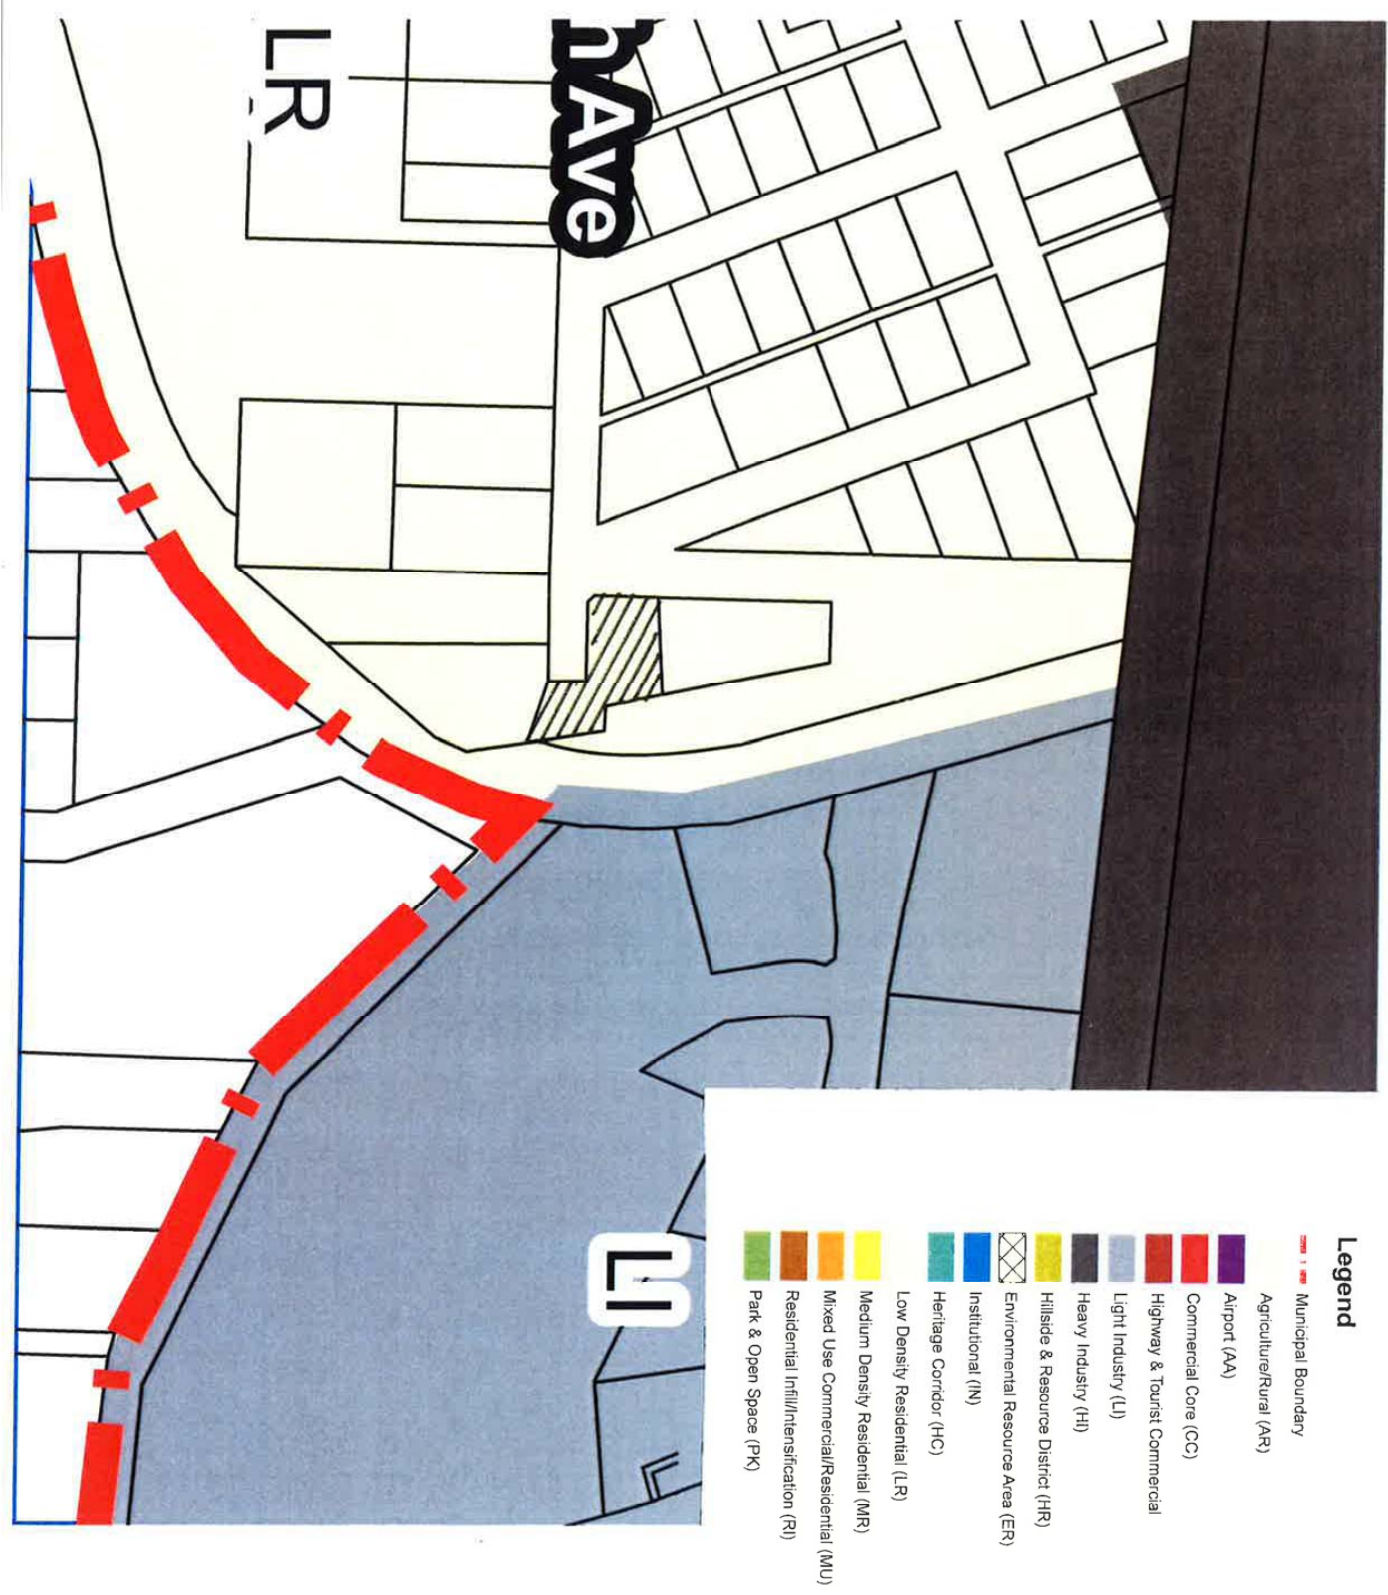 LR
h Ave
LI
Legend
Municipal Boundary
Agriculture/Rural (AR)
Airport (AA)
Commercial Core (CC)
Highway & Tourist Commercial
Light Industry (LI)
Heavy Industry (HI)
Hillside & Resource District (HR)
Environmental Resource Area (ER)
Institutional (IN)
Heritage Corridor (HC)
Low Density Residential (LR)
Medium Density Residential (MR)
Mixed Use Commercial/Residential (MU)
Residential Infill/Intensification (RI)
Park & Open Space (PK)